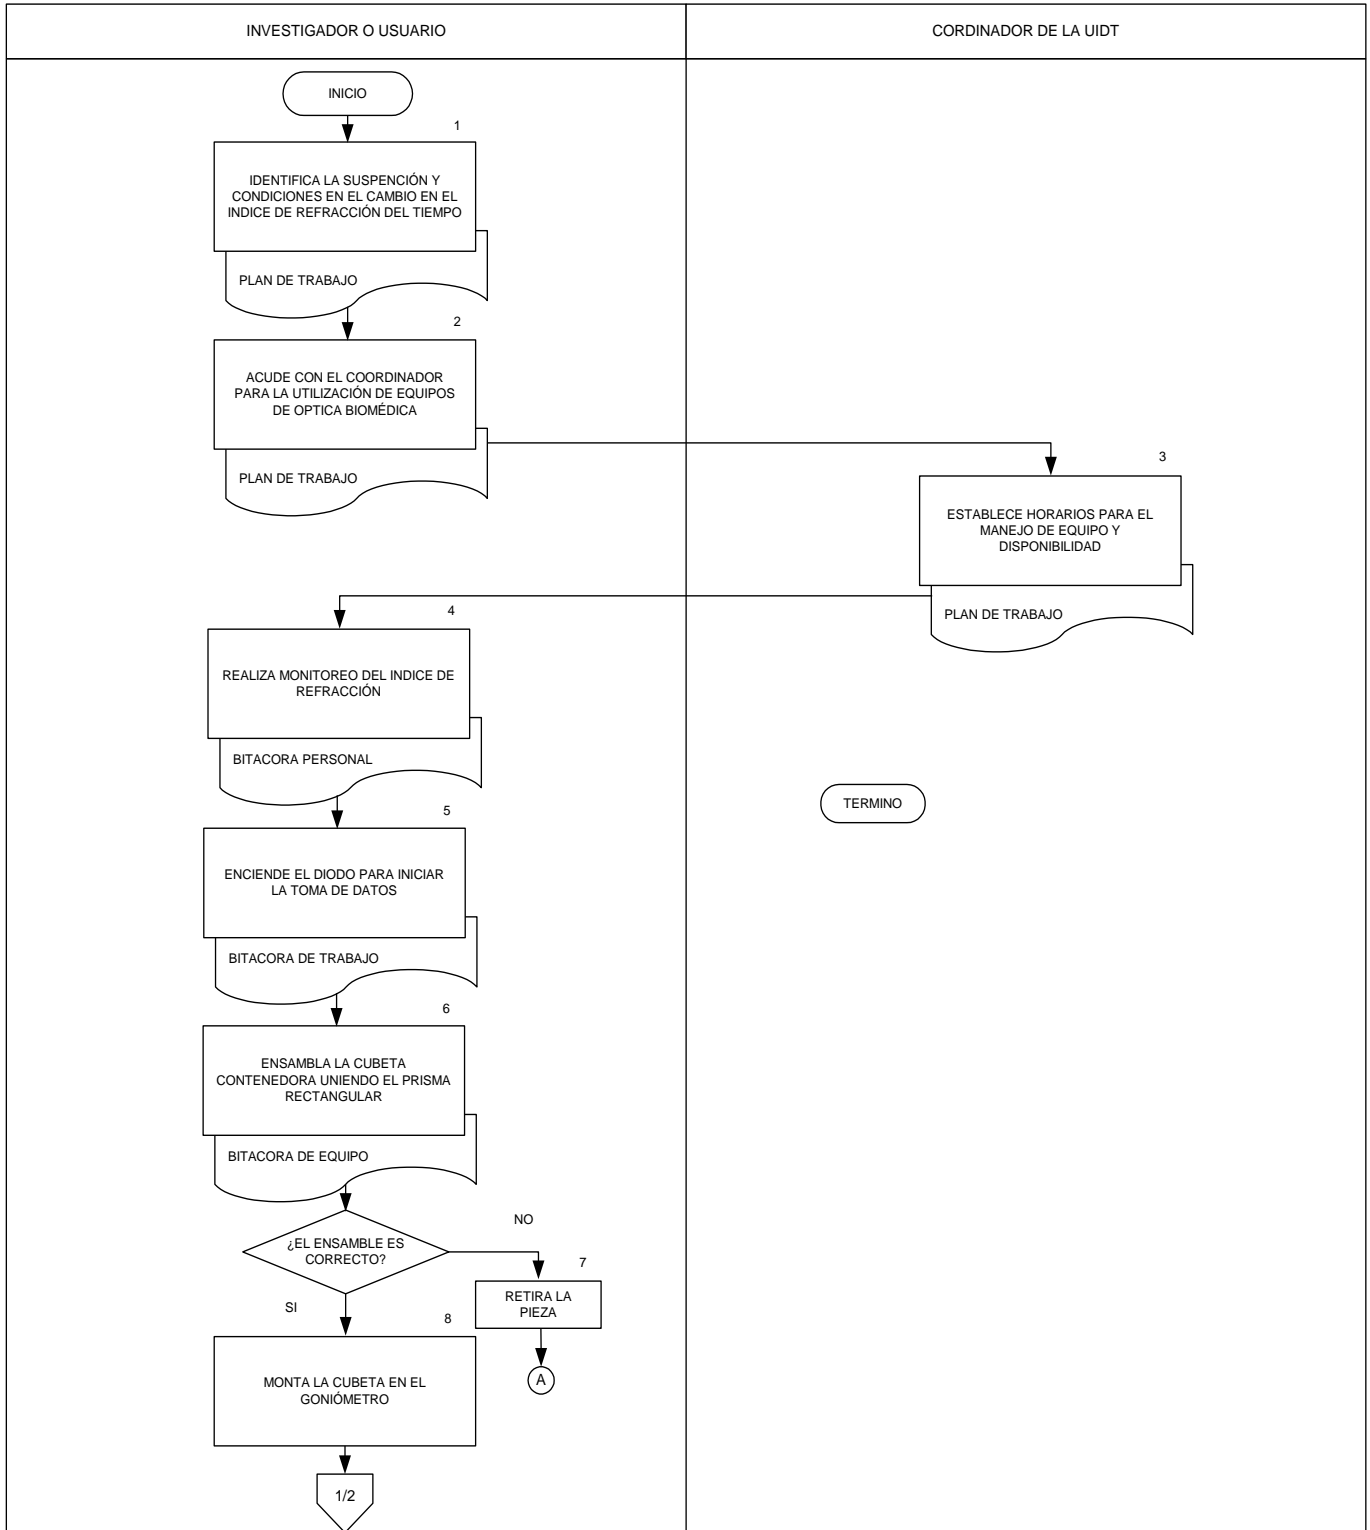 INVESTIGADOR O USUARIO
CORDINADOR DE LA UIDT
INICIO
1
IDENTIFICA LA SUSPENCIÓN Y
CONDICIONES EN EL CAMBIO EN EL
INDICE DE REFRACCIÓN DEL TIEMPO
PLAN DE TRABAJO
2
ACUDE CON EL COORDINADOR
PARA LA UTILIZACIÓN DE EQUIPOS
DE OPTICA BIOMÉDICA
PLAN DE TRABAJO
3
ESTABLECE HORARIOS PARA EL
MANEJO DE EQUIPO Y
DISPONIBILIDAD
PLAN DE TRABAJO
4
REALIZA MONITOREO DEL INDICE DE
REFRACCIÓN
BITACORA PERSONAL
TERMINO
5
ENCIENDE EL DIODO PARA INICIAR
LA TOMA DE DATOS
BITACORA DE TRABAJO
6
ENSAMBLA LA CUBETA
CONTENEDORA UNIENDO EL PRISMA
RECTANGULAR
BITACORA DE EQUIPO
¿EL ENSAMBLE ES
CORRECTO?
NO
7
RETIRA LA
PIEZA
A
SI
8
MONTA LA CUBETA EN EL
GONIÓMETRO
1/2